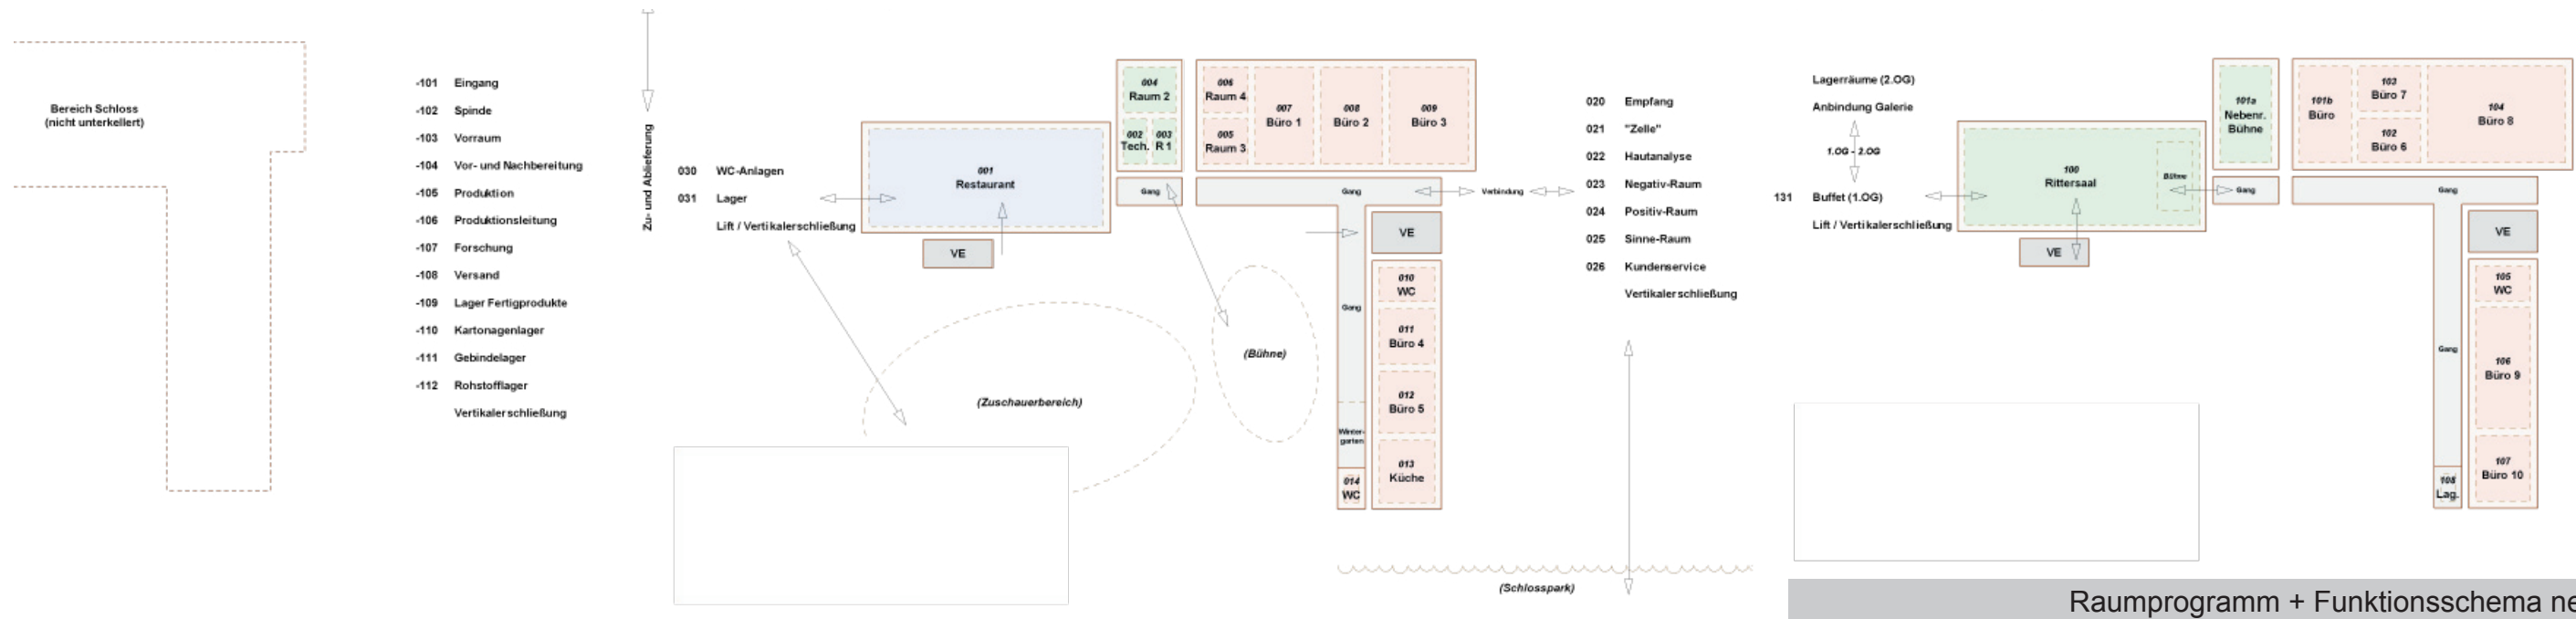 Bereich Schloss
(nicht unterkellert)
-101 Eingang
-102 Spinde
-103 Vorraum
-104 Vor- und Nachbereitung
-105 Produktion
-106 Produktionsleitung
-107 Forschung
-108 Versand
-109 Lager Fertigprodukte
-110 Kartonagenlager
-111 Gebindelager
-112 Rohstofflager
Vertikalerschließung
Zu- und Ablieferung
030 WC-Anlagen
031 Lager
Lift / Vertikalerschließung
001
Restaurant
VE
004
Raum 2
002
Tech.
003
R 1
Gang
006
Raum 4
005
Raum 3
007
Büro 1
008
Büro 2
009
Büro 3
Gang
Verbindung
VE
Gang
010
WC
011
Büro 4
012
Büro 5
Winter-
garten
013
Küche
014
WC
(Bühne)
(Zuschauerbereich)
020 Empfang
021 "Zelle"
022 Hautanalyse
023 Negativ-Raum
024 Positiv-Raum
025 Sinne-Raum
026 Kundenservice
Vertikalerschließung
(Schlosspark)
Lagerräume (2.OG)
Anbindung Galerie
1.OG - 2.OG
131 Buffet (1.OG)
Lift / Vertikalerschließung
100
Rittersaal
Bühne
VE
101a
Nebenr.
Bühne
Gang
101b
Büro
103
Büro 7
102
Büro 6
104
Büro 8
Gang
VE
Gang
105
WC
106
Büro 9
107
Büro 10
108
Lag.
Raumprogramm + Funktionsschema ne